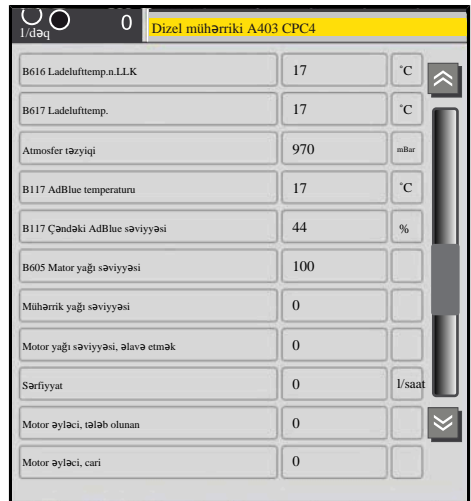 1/dəq 0 Dizel mühərriki A403 CPC4
B616 Ladelufttemp.n.LLK 17 °C
B617 Ladelufttemp. 17 °C
Atmosfer təzyiqi 970 mBar
B117 AdBlue temperaturu 17 °C
B117 Çəndəki AdBlue səviyyəsi 44 %
B605 Mator yağı səviyyəsi 100
Mühərrik yağı səviyyəsi 0
Motor yağı səviyyəsi, əlavə etmək 0
Sərfiyyat 0 l/saat
Motor əyləci, tələb olunan 0
Motor əyləci, cari 0